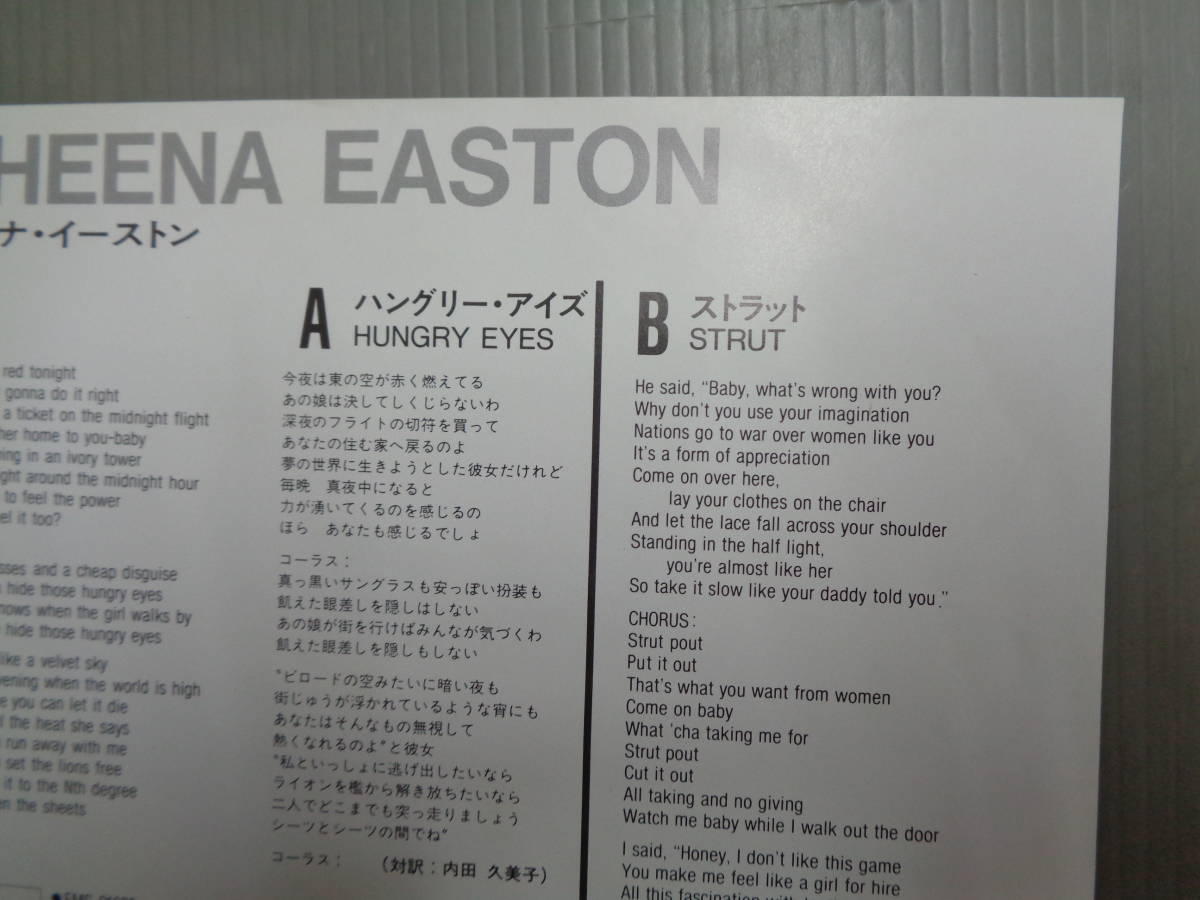 HEENA EASTON
ナ・イーストン
red tonight
gonna do it right
a ticket on the midnight flight
her home to you-baby
in an ivory tower
around the midnight hour
to feel the power
it too?
and a cheap disguise
hide those hungry eyes
when the girl walks by
hide those hungry eyes
like a velvet sky
when the world is high
you can let it die
the heat she says
run away with me
set the lions free
it to the Nth degree
the sheets
A ハングリー・アイズ
HUNGRY EYES
今夜は東の空が赤く燃えてる
あの娘は決してしくじらないわ
深夜のフライトの切符を買って
あなたの住む家へ戻るのよ
夢の世界に生きようとした彼女だけれど
毎晩　真夜中になると
力が湧いてくるのを感じるの
ほら　あなたも感じるでしょ
コーラス：
真っ黒いサングラスも安っぽい扮装も
飢えた眼差しを隠しはしない
あの娘が街を行けばみんなが気づくわ
飢えた眼差しを隠しもしない
"ビロードの空みたいに暗い夜も
街じゅうが浮かれているような宵にも
あなたはそんなもの無視して
熱くなれるのよ"と彼女
"私といっしょに逃げ出したいなら
ライオンを檻から解き放ちたいなら
二人でどこまでも突っ走りましょう
シーツとシーツの間でね"
コーラス：　（対訳：内田 久美子）
B ストラット
STRUT
He said, "Baby, what's wrong with you?
Why don't you use your imagination
Nations go to war over women like you
It's a form of appreciation
Come on over here,
lay your clothes on the chair
And let the lace fall across your shoulder
Standing in the half light,
you're almost like her
So take it slow like your daddy told you."
CHORUS:
Strut pout
Put it out
That's what you want from women
Come on baby
What 'cha taking me for
Strut pout
Cut it out
All taking and no giving
Watch me baby while I walk out the door
I said, "Honey, I don't like this game
You make me feel like a girl for hire
All this fascination with